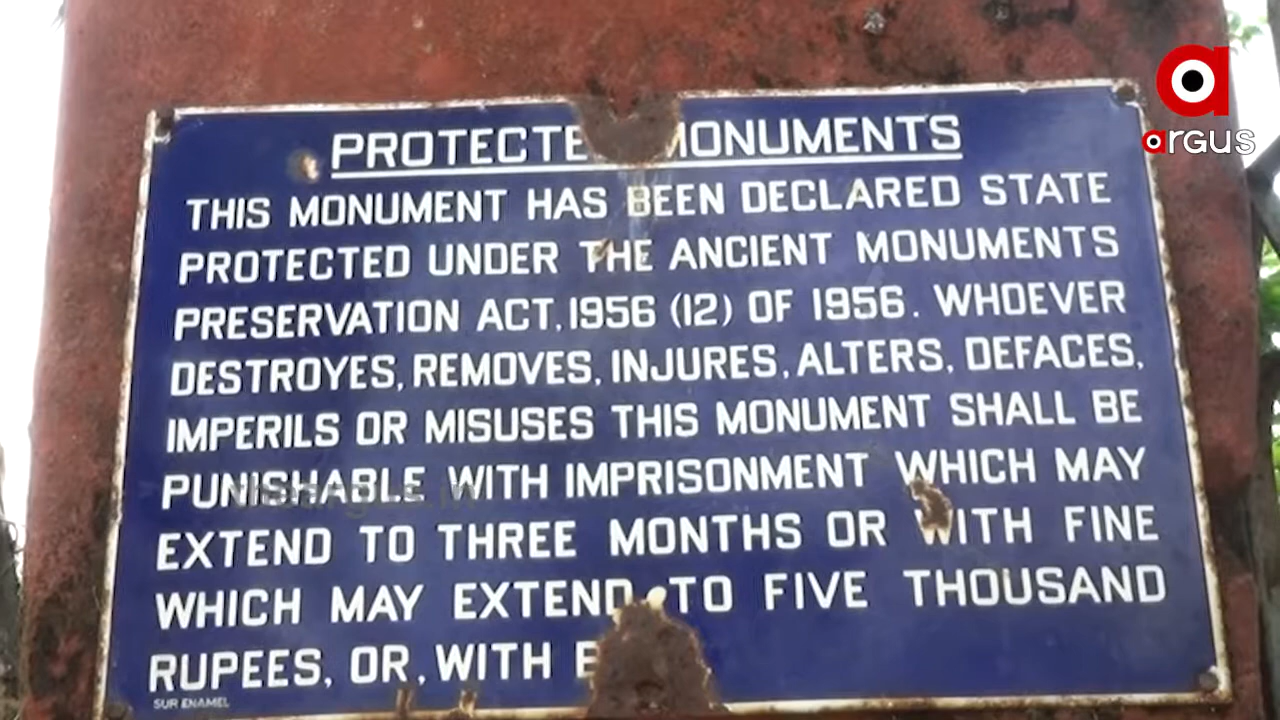 PROTECTE MONUMENTS
THIS MONUMENT HAS BEEN DECLARED STATE
PROTECTED UNDER THE ANCIENT MONUMENTS
PRESERVATION ACT, 1956 (12) OF 1956. WHOEVER
DESTROYES, REMOVES, INJURES, ALTERS, DEFACES,
IMPERILS OR MISUSES THIS MONUMENT SHALL BE
PUNISHABLE WITH IMPRISONMENT WHICH MAY
EXTEND TO THREE MONTHS OR WITH FINE
WHICH MAY EXTEND TO FIVE THOUSAND
RUPEES, OR, WITH B
SUR ENAMEL
argus
theargus.in